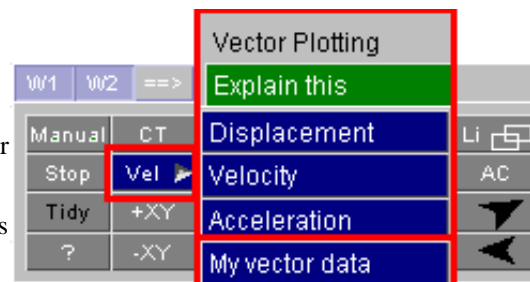 Vector Plotting
W1 W2 ==> Explain this
Manual CT Displacement Li
Stop Vel Velocity AC
Tidy +XY Acceleration
? -XY My vector data